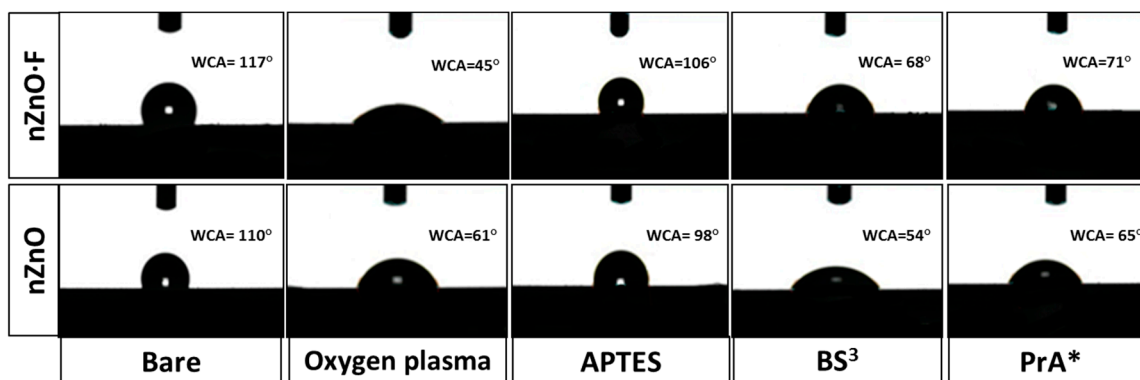 nZnO·F
WCA= 117°
WCA=45°
WCA=106°
WCA= 68°
WCA=71°
nZnO
WCA= 110°
WCA=61°
WCA= 98°
WCA=54°
WCA= 65°
Bare
Oxygen plasma
APTES
BS³
PrA*